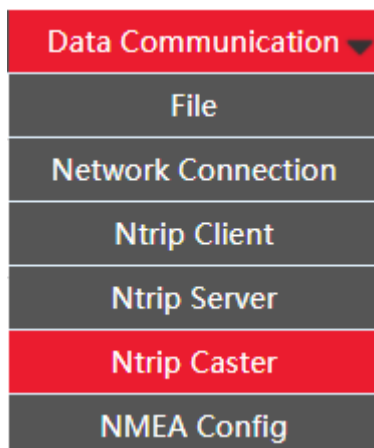 Data Communication
File
Network Connection
Ntrip Client
Ntrip Server
Ntrip Caster
NMEA Config